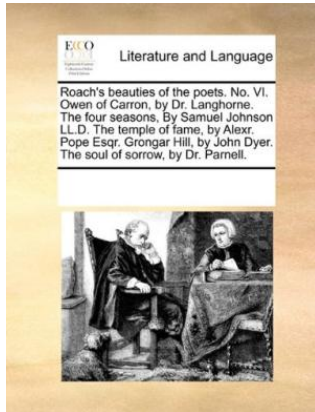 ECCO
Literature and Language
Roach's beauties of the poets. No. VI.
Owen of Carron, by Dr. Langhorne.
The four seasons, By Samuel Johnson
LL.D. The temple of fame, by Alexr.
Pope Esqr. Grongar Hill, by John Dyer.
The soul of sorrow, by Dr. Parnell.